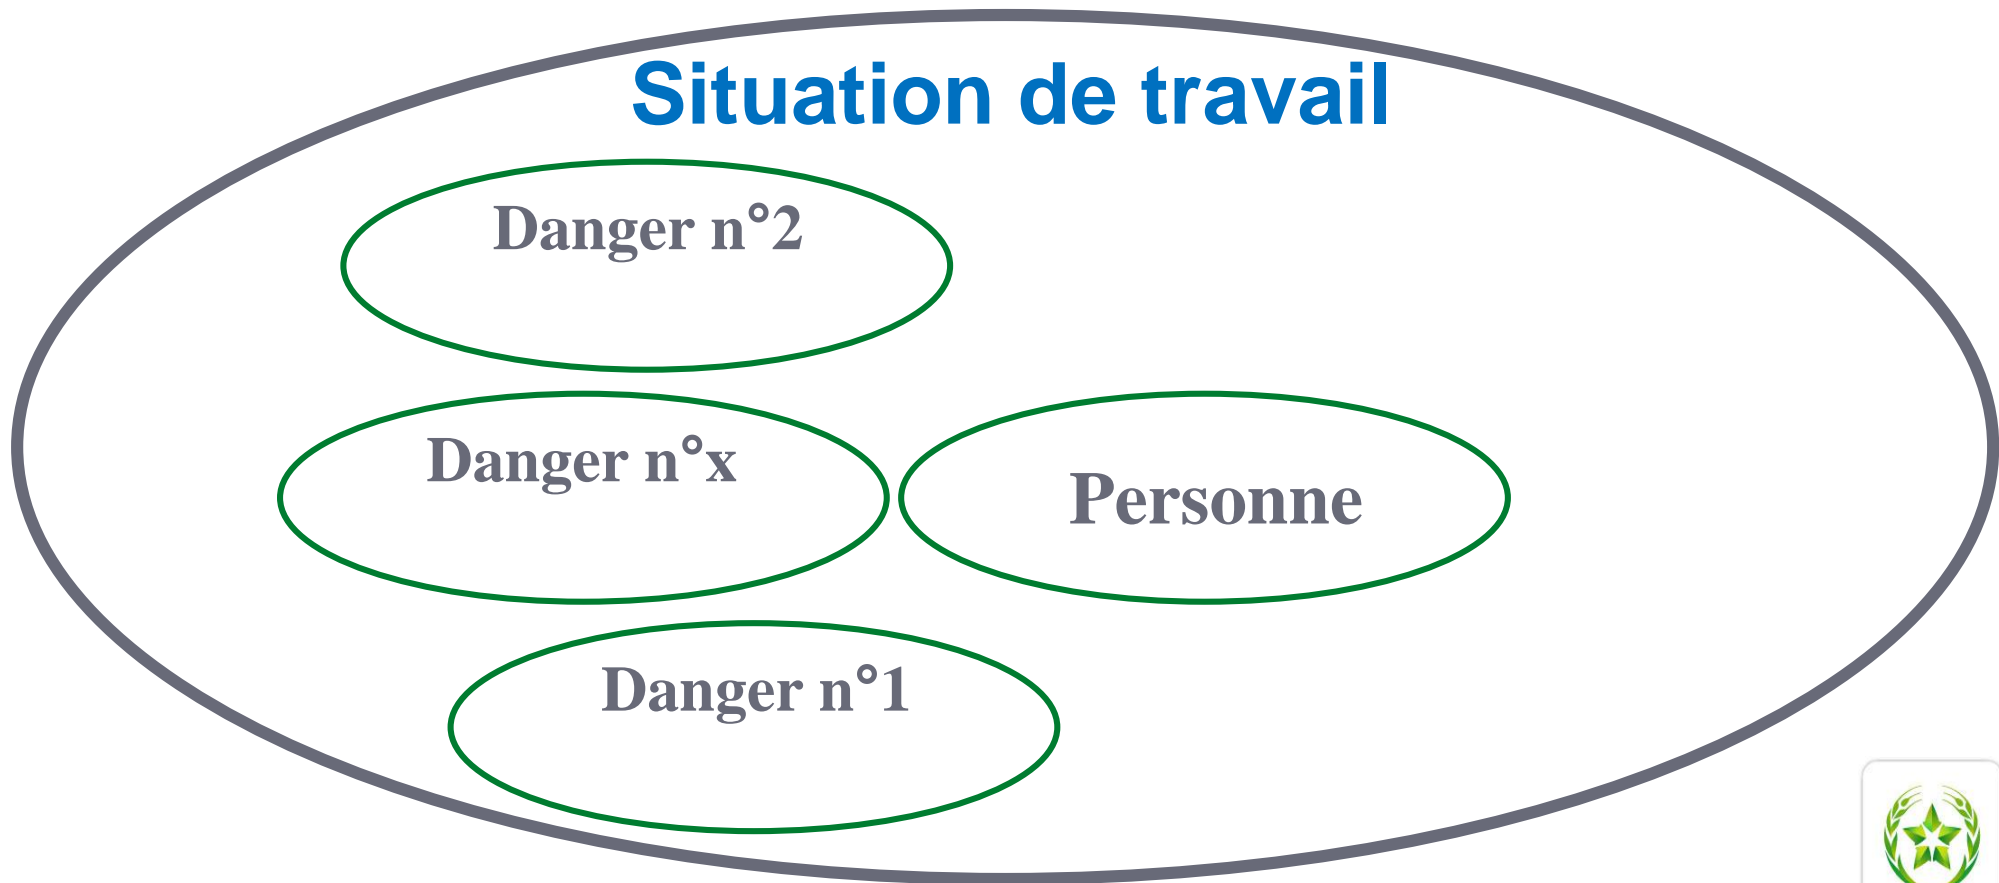 Situation de travail
Danger n°2
Danger n°x
Personne
Danger n°1